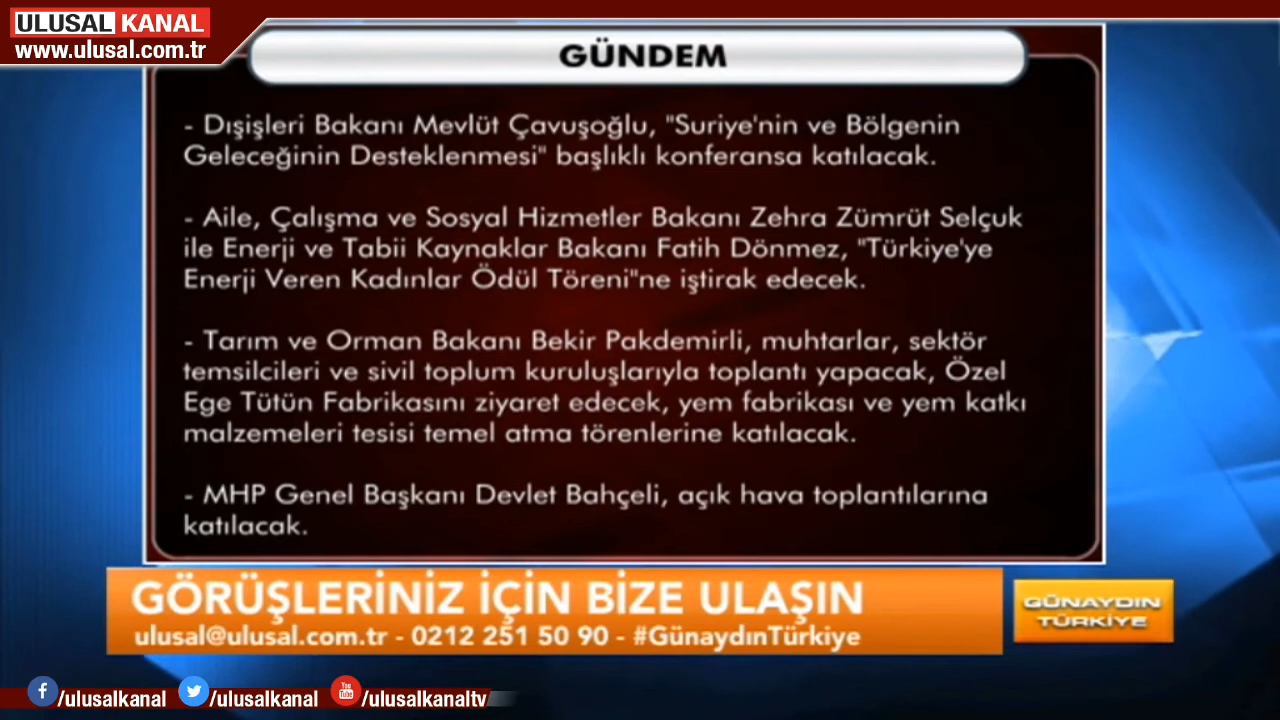 ULUSAL KANAL
www.ulusal.com.tr
GÜNDEM
- Dışişleri Bakanı Mevlüt Çavuşoğlu, "Suriye'nin ve Bölgenin
Geleceğinin Desteklenmesi" başlıklı konferansa katılacak.
- Aile, Çalışma ve Sosyal Hizmetler Bakanı Zehra Zümrüt Selçuk
ile Enerji ve Tabii Kaynaklar Bakanı Fatih Dönmez, "Türkiye'ye
Enerji Veren Kadınlar Ödül Töreni"ne iştirak edecek.
- Tarım ve Orman Bakanı Bekir Pakdemirli, muhtarlar, sektör
temsilcileri ve sivil toplum kuruluşlarıyla toplantı yapacak, Özel
Ege Tütün Fabrikasını ziyaret edecek, yem fabrikası ve yem katkı
malzemeleri tesisi temel atma törenlerine katılacak.
- MHP Genel Başkanı Devlet Bahçeli, açık hava toplantılarına
katılacak.
GÖRÜŞLERİNİZ İÇİN BİZE ULAŞIN
ulusal@ulusal.com.tr - 0212 251 50 90 - #GünaydınTürkiye
GÜNAYDIN
TÜRKİYE
f /ulusalkanal /ulusalkanal You Tube /ulusalkanaltv